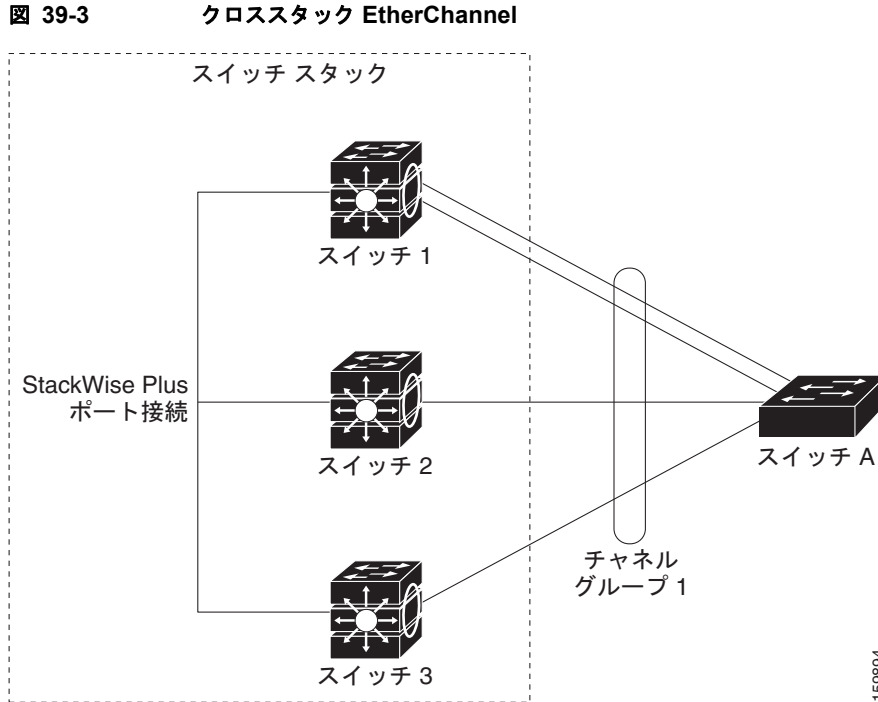 図 39-3 クロススタック EtherChannel
スイッチ スタック
スイッチ 1
StackWise Plus
ポート接続
スイッチ 2
スイッチ A
チャネル
グループ 1
スイッチ 3
159894